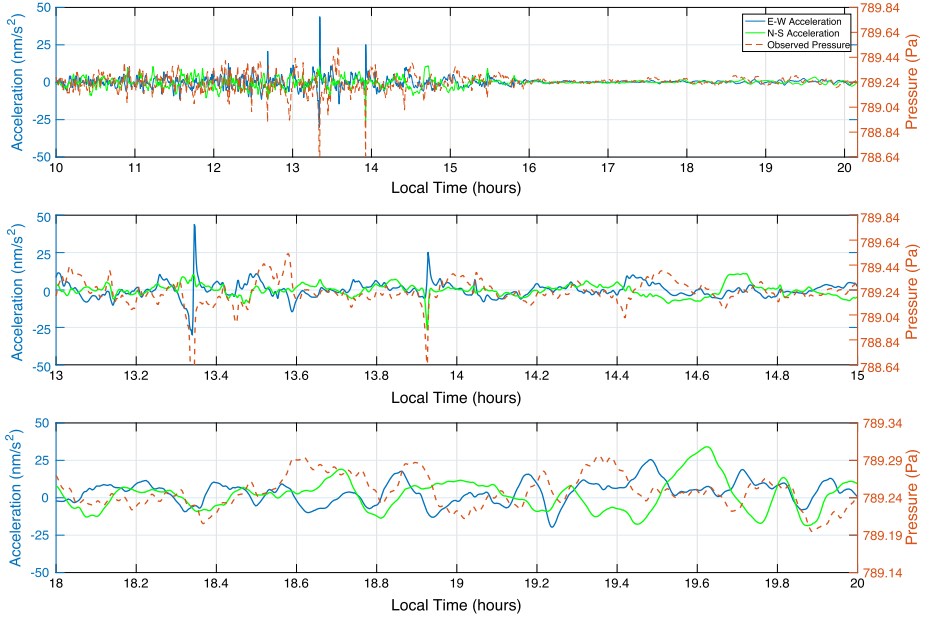 50
25
0
-25
-50
Acceleration (nm/s2)
E-W Acceleration
N-S Acceleration
Observed Pressure
789.84
789.64
789.44
789.24
789.04
788.84
788.64
Pressure (Pa)
10 11 12 13 14 15 16 17 18 19 20
Local Time (hours)
50
25
0
-25
-50
Acceleration (nm/s2)
789.84
789.64
789.44
789.24
789.04
788.84
788.64
Pressure (Pa)
13 13.2 13.4 13.6 13.8 14 14.2 14.4 14.6 14.8 15
Local Time (hours)
50
25
0
-25
-50
Acceleration (nm/s2)
789.34
789.29
789.24
789.19
789.14
Pressure (Pa)
18 18.2 18.4 18.6 18.8 19 19.2 19.4 19.6 19.8 20
Local Time (hours)